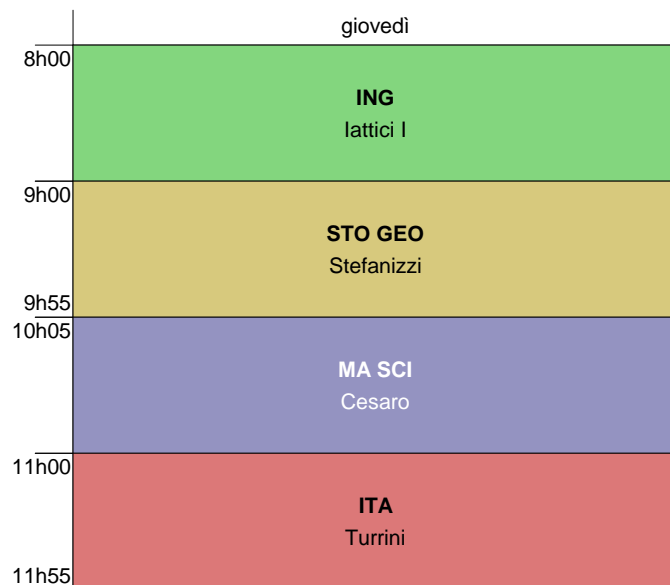 giovedì
8h00
ING
Iattici I
9h00
STO GEO
Stefanizzi
9h55
10h05
MA SCI
Cesaro
11h00
ITA
Turrini
11h55